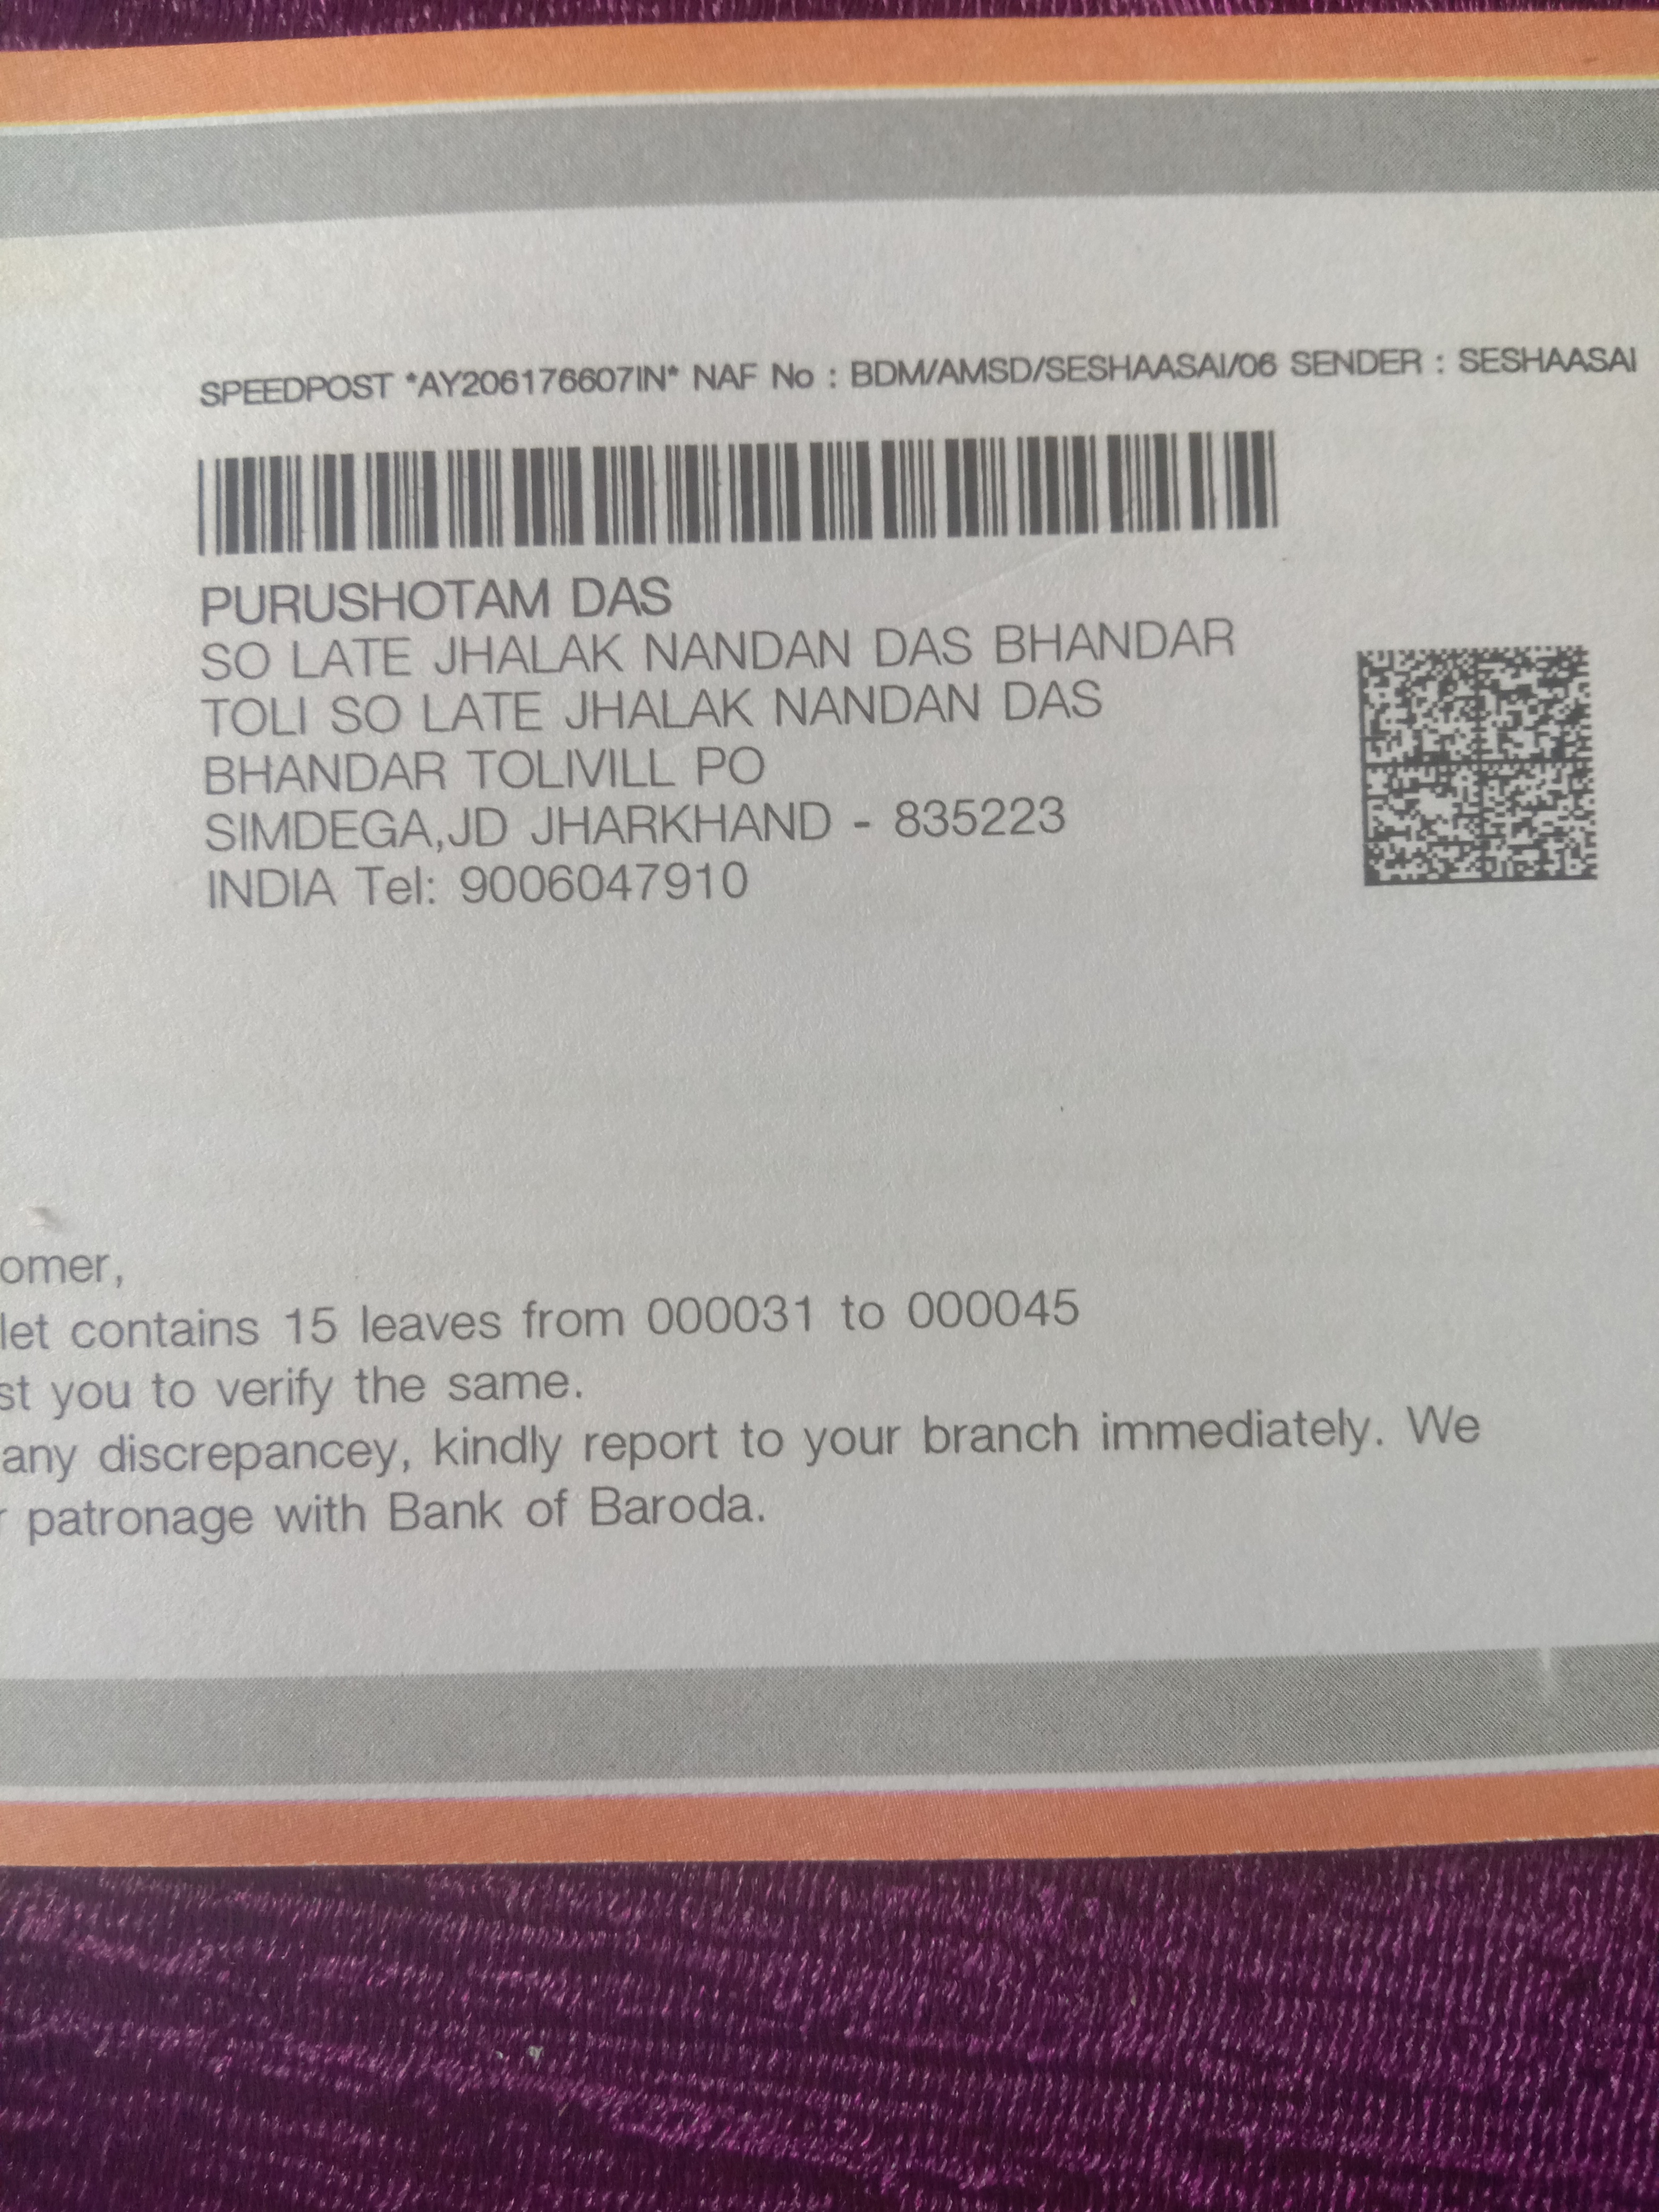 SPEEDPOST *AY206176607IN* NAF No : BDM/AMSD/SESHAASAI/06 SENDER : SESHAASAI
PURUSHOTAM DAS
SO LATE JHALAK NANDAN DAS BHANDAR
TOLI SO LATE JHALAK NANDAN DAS
BHANDAR TOLIVILL PO
SIMDEGA,JD JHARKHAND - 835223
INDIA Tel: 9006047910
omer,
let contains 15 leaves from 000031 to 000045
st you to verify the same.
any discrepancey, kindly report to your branch immediately. We
r patronage with Bank of Baroda.